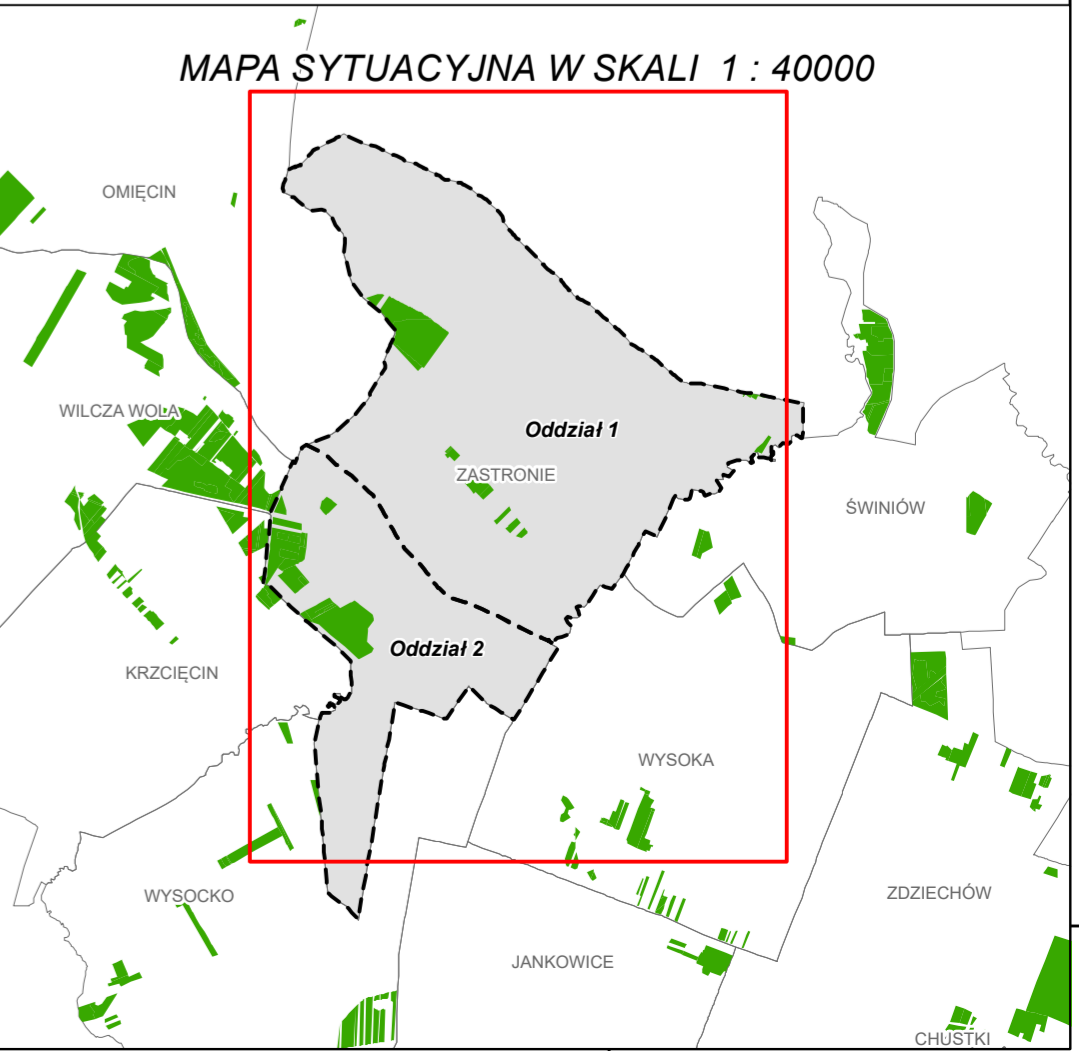 MAPA SYTUACYJNA W SKALI 1 : 40000
OMIĘCIN
WILCZA WOLA
Oddział 1
ZASTRONIE
ŚWINIÓW
Oddział 2
KRZCIĘCIN
WYSOKA
WYSOCKO
ZDZIECHÓW
JANKOWICE
CHUSTKI